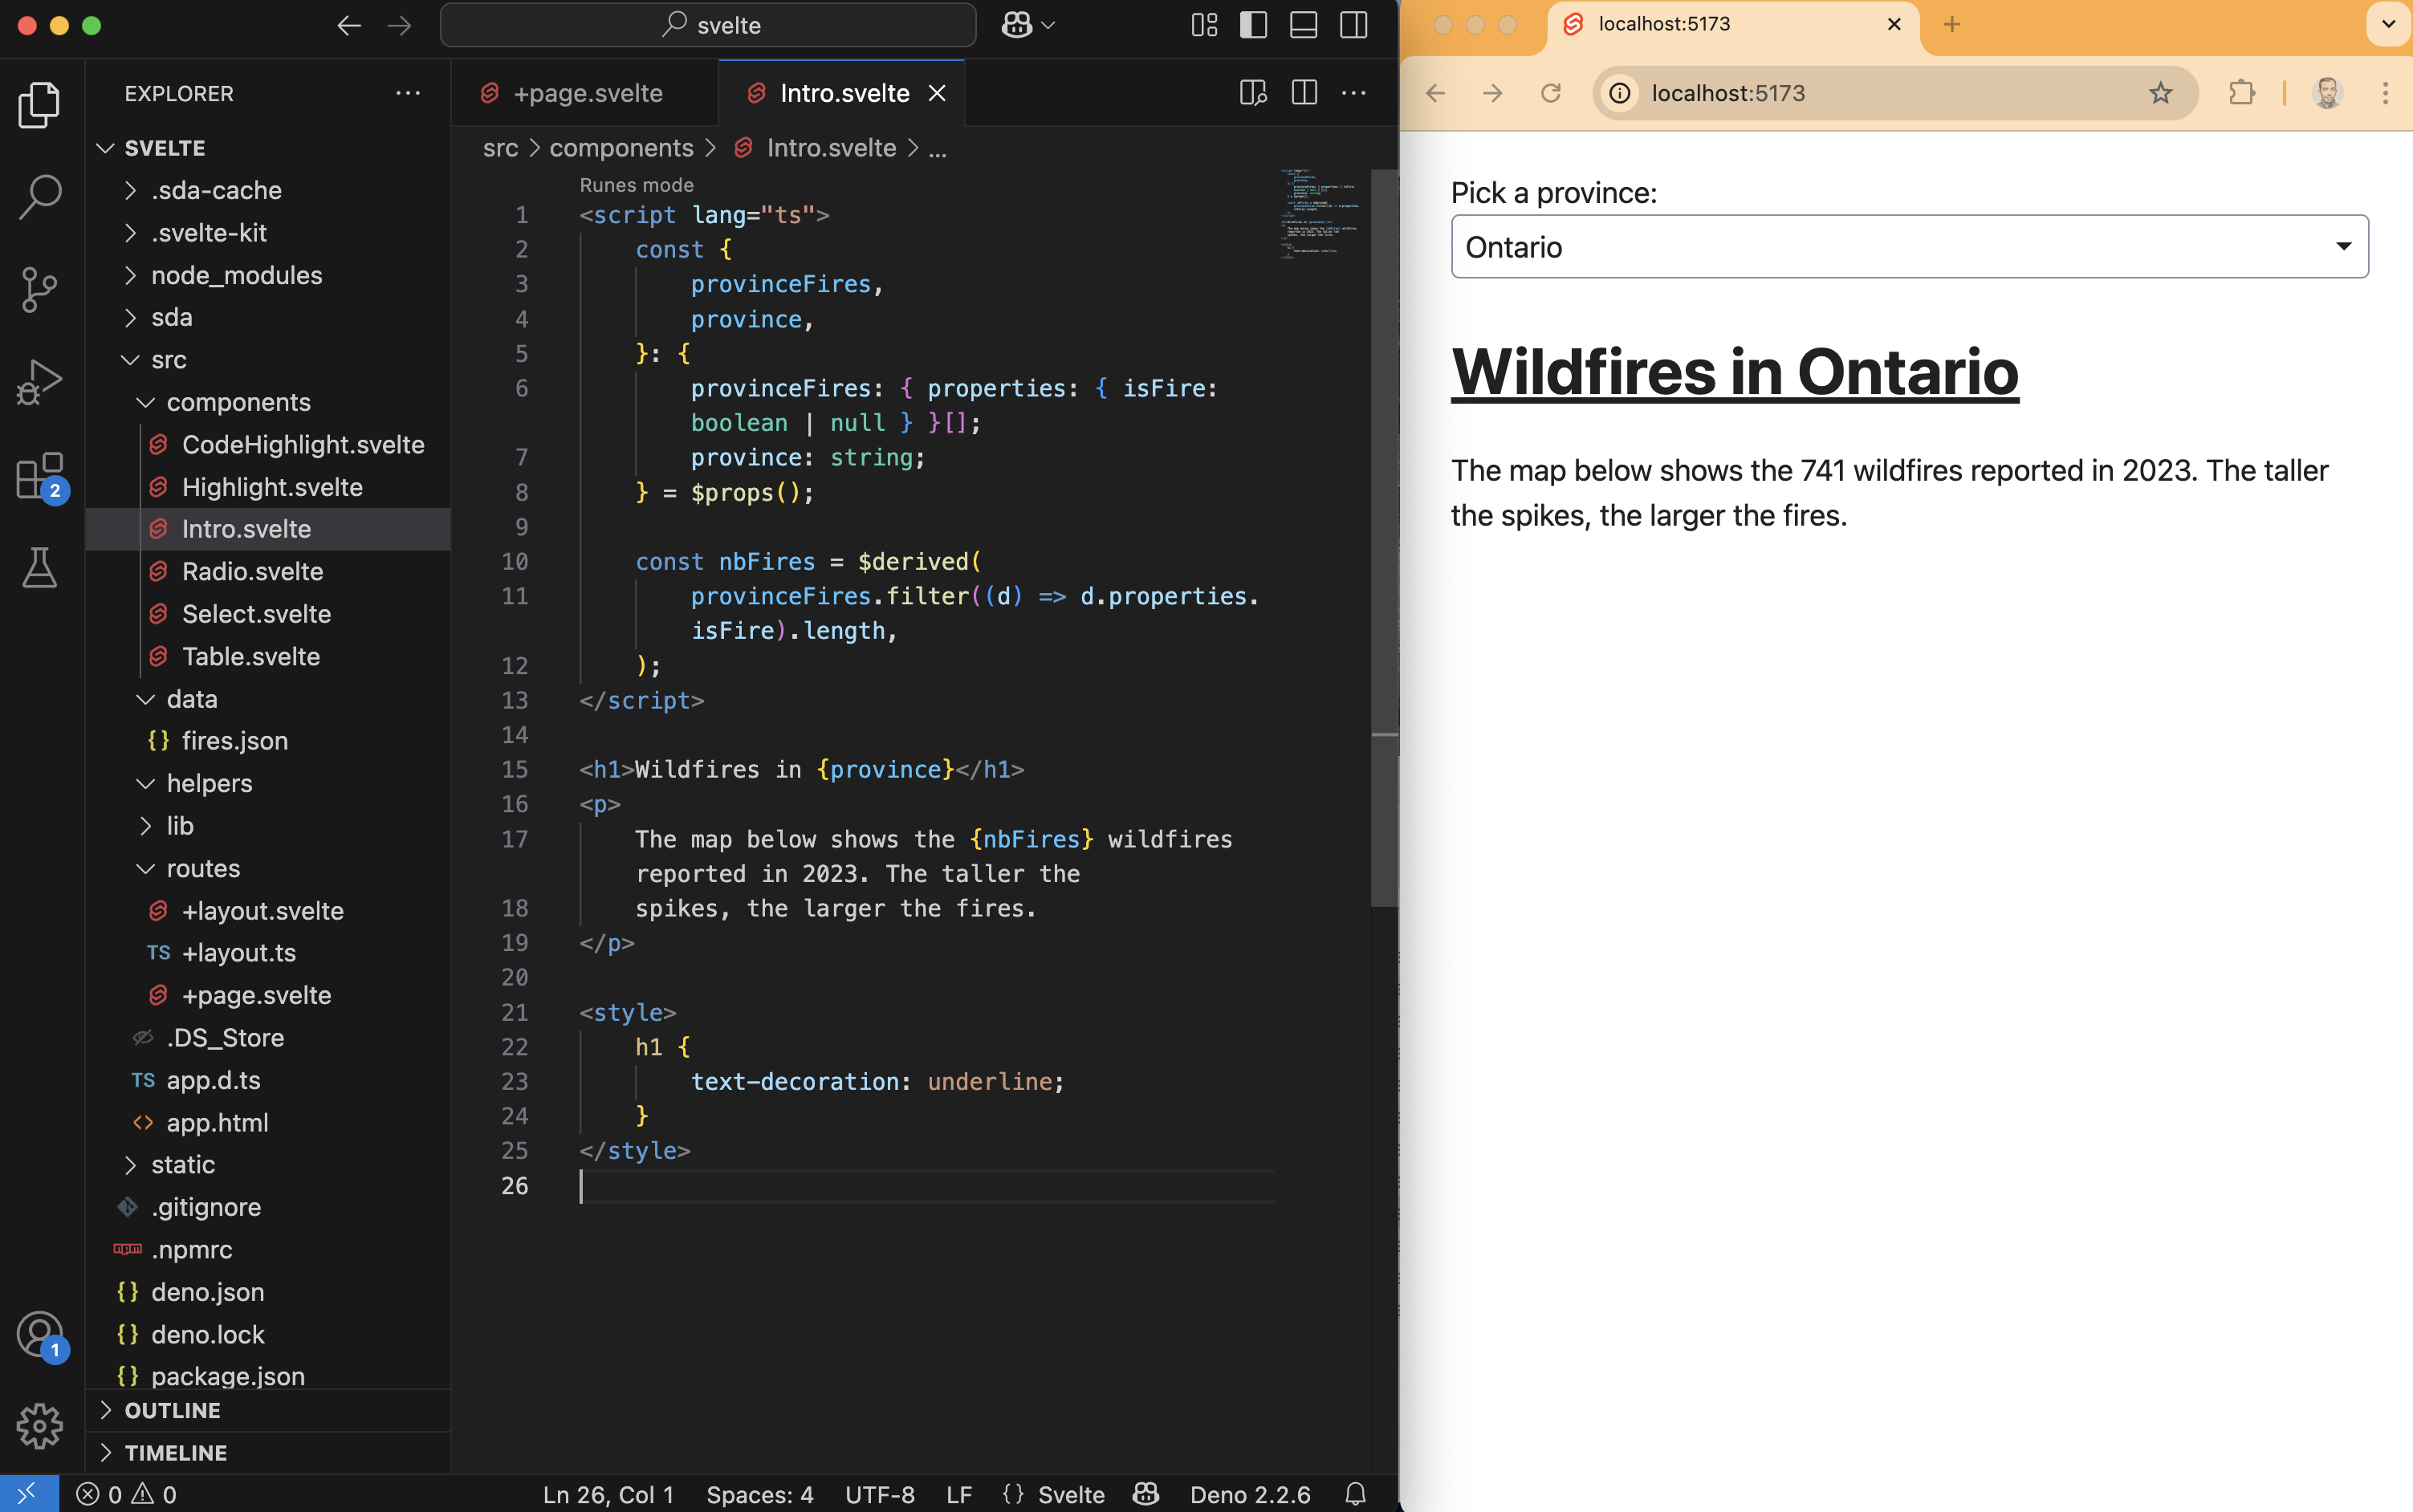 svelte
EXPLORER
SVELTE
.sda-cache
.svelte-kit
node_modules
sda
src
components
CodeHighlight.svelte
Highlight.svelte
Intro.svelte
Radio.svelte
Select.svelte
Table.svelte
data
{} fires.json
helpers
lib
routes
+layout.svelte
TS +layout.ts
+page.svelte
.DS_Store
TS app.d.ts
<> app.html
static
.gitignore
.npmrc
{} deno.json
{} deno.lock
{} package.json
OUTLINE
TIMELINE
2
1
+page.svelte
Intro.svelte
src > components > Intro.svelte > ...
Runes mode
1 <script lang="ts">
2 const {
3 provinceFires,
4 province,
5 }: {
6 provinceFires: { properties: { isFire:
boolean | null } }[];
7 province: string;
8 } = $props();
9
10 const nbFires = $derived(
11 provinceFires.filter((d) => d.properties.
isFire).length,
12 );
13 </script>
14
15 <h1>Wildfires in {province}</h1>
16 <p>
17 The map below shows the {nbFires} wildfires
reported in 2023. The taller the
18 spikes, the larger the fires.
19 </p>
20
21 <style>
22 h1 {
23 text-decoration: underline;
24 }
25 </style>
26
0 0
Ln 26, Col 1 Spaces: 4 UTF-8 LF {} Svelte Deno 2.2.6
localhost:5173
localhost:5173
Pick a province:
Ontario
Wildfires in Ontario
The map below shows the 741 wildfires reported in 2023. The taller
the spikes, the larger the fires.